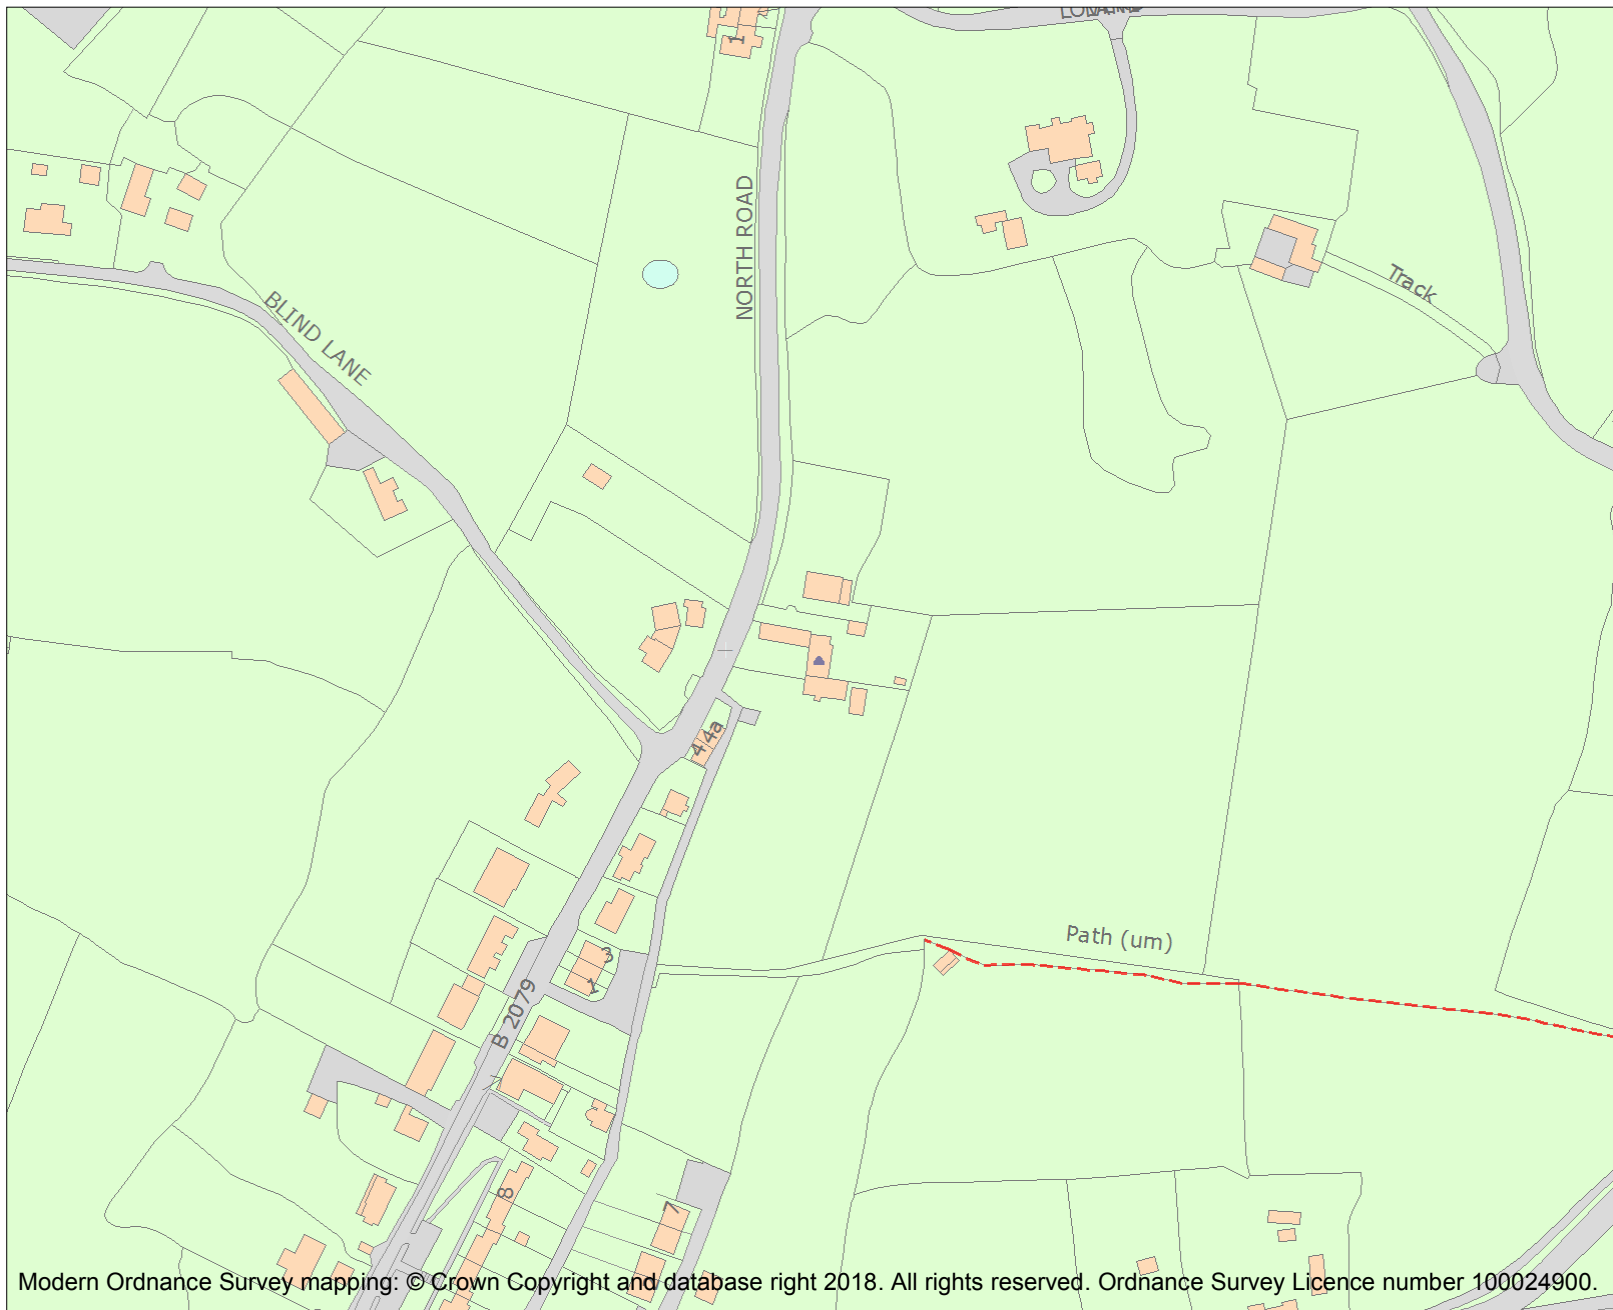 1
NORTH ROAD
BLIND LANE
Track
44a
3
1
Path (um)
B 2079
7
8
7
Modern Ordnance Survey mapping: © Crown Copyright and database right 2018. All rights reserved. Ordnance Survey Licence number 100024900.